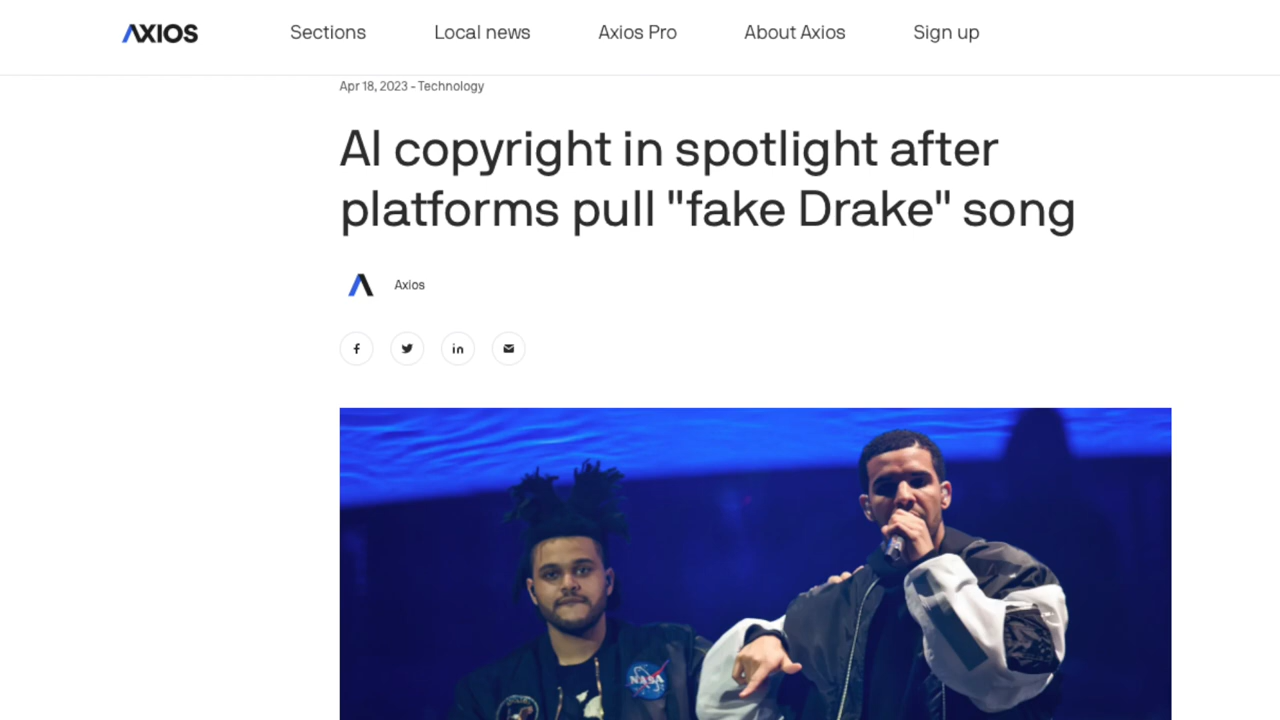 AXIOS Sections Local news Axios Pro About Axios Sign up
Apr 18, 2023 - Technology
AI copyright in spotlight after
platforms pull "fake Drake" song
Axios
NASA